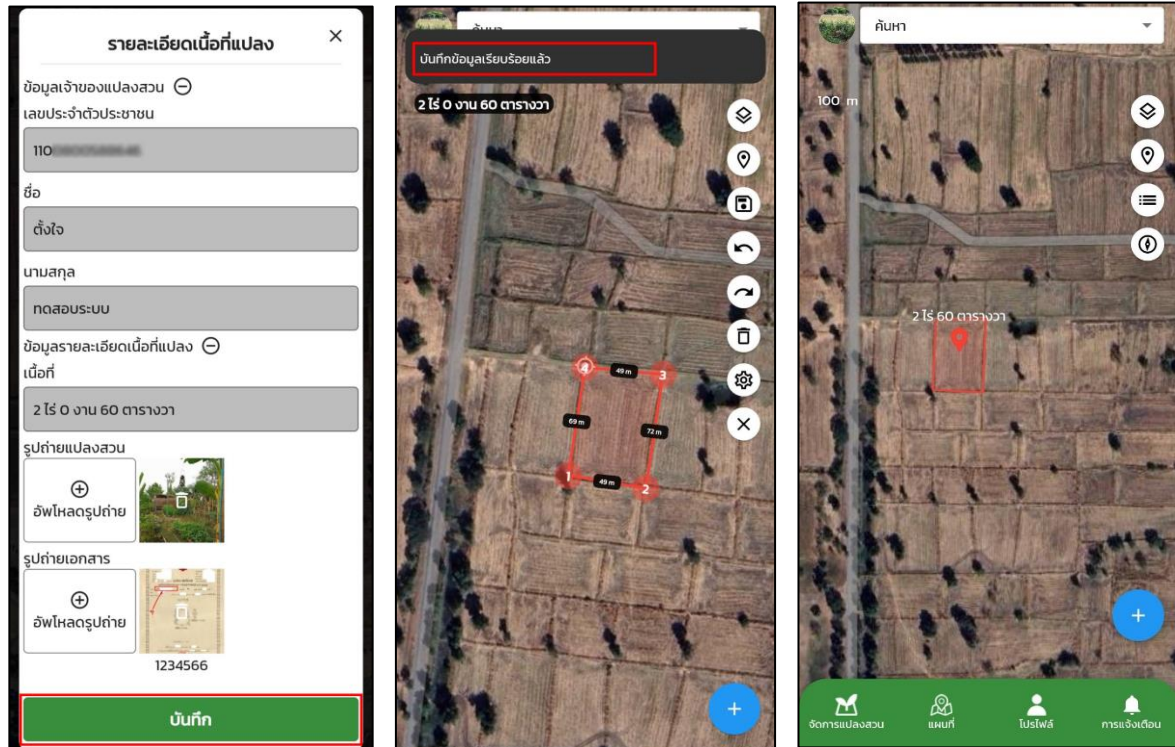 รายละเอียดเนื้อที่แปลง
ข้อมูลเจ้าของแปลงสวน
เลขประจำตัวประชาชน
110
ชื่อ
ตั้งใจ
นามสกุล
ทดสอบระบบ
ข้อมูลรายละเอียดเนื้อที่แปลง
เนื้อที่
2 ไร่ 0 งาน 60 ตารางวา
รูปถ่ายแปลงสวน
อัพโหลดรูปถ่าย
รูปถ่ายเอกสาร
อัพโหลดรูปถ่าย
1234566
บันทึก
ค้นหา
บันทึกข้อมูลเรียบร้อยแล้ว
2 ไร่ 0 งาน 60 ตารางวา
4
49 m
3
69 m
72 m
1
49 m
2
ค้นหา
100 m
2 ไร่ 60 ตารางวา
จัดการแปลงสวน
แผนที่
โปรไฟล์
การแจ้งเตือน